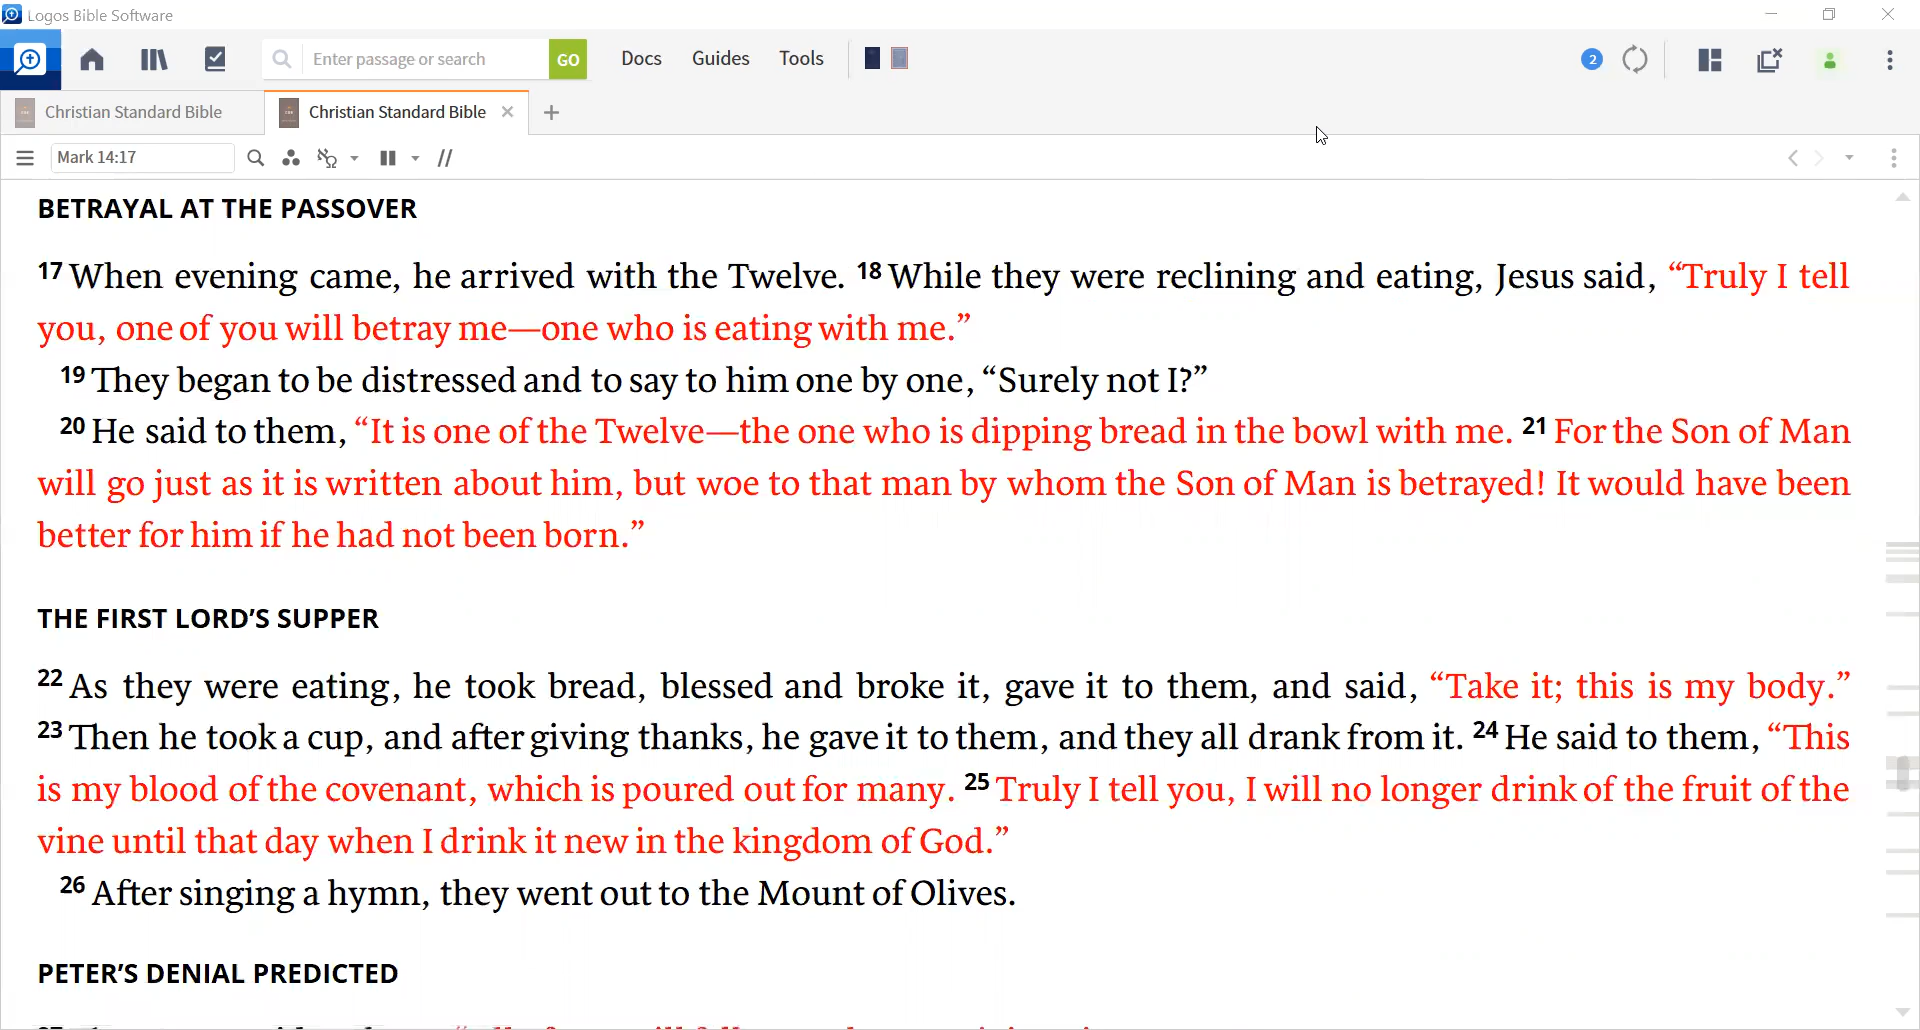 Logos Bible Software
Enter passage or search
GO
Docs
Guides
Tools
2
Christian Standard Bible
Christian Standard Bible
Mark 14:17
BETRAYAL AT THE PASSOVER
17 When evening came, he arrived with the Twelve. 18 While they were reclining and eating, Jesus said, “Truly I tell
you, one of you will betray me—one who is eating with me.”
19 They began to be distressed and to say to him one by one, “Surely not I?”
20 He said to them, “It is one of the Twelve—the one who is dipping bread in the bowl with me. 21 For the Son of Man
will go just as it is written about him, but woe to that man by whom the Son of Man is betrayed! It would have been
better for him if he had not been born.”
THE FIRST LORD’S SUPPER
22 As they were eating, he took bread, blessed and broke it, gave it to them, and said, “Take it; this is my body.”
23 Then he took a cup, and after giving thanks, he gave it to them, and they all drank from it. 24 He said to them, “This
is my blood of the covenant, which is poured out for many. 25 Truly I tell you, I will no longer drink of the fruit of the
vine until that day when I drink it new in the kingdom of God.”
26 After singing a hymn, they went out to the Mount of Olives.
PETER’S DENIAL PREDICTED